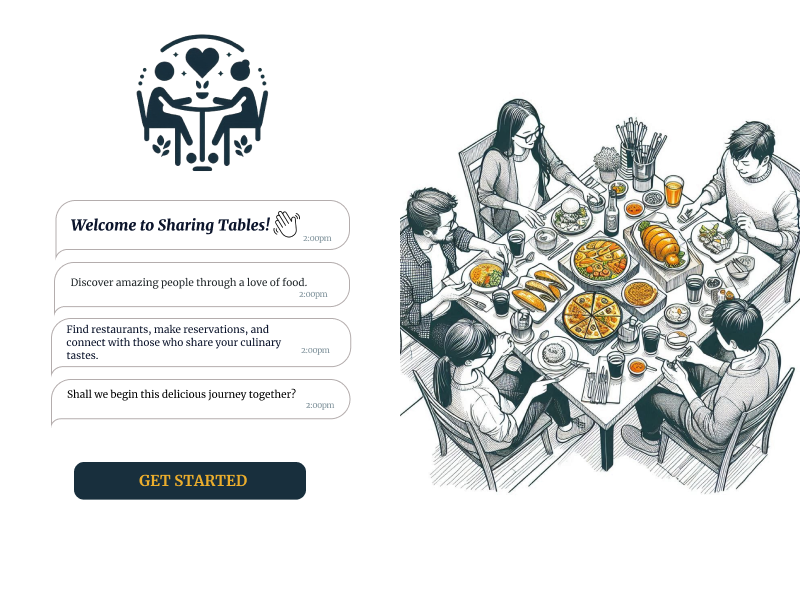 Welcome to Sharing Tables!
2:00pm
Discover amazing people through a love of food.
2:00pm
Find restaurants, make reservations, and
connect with those who share your culinary
tastes.
2:00pm
Shall we begin this delicious journey together?
2:00pm
GET STARTED